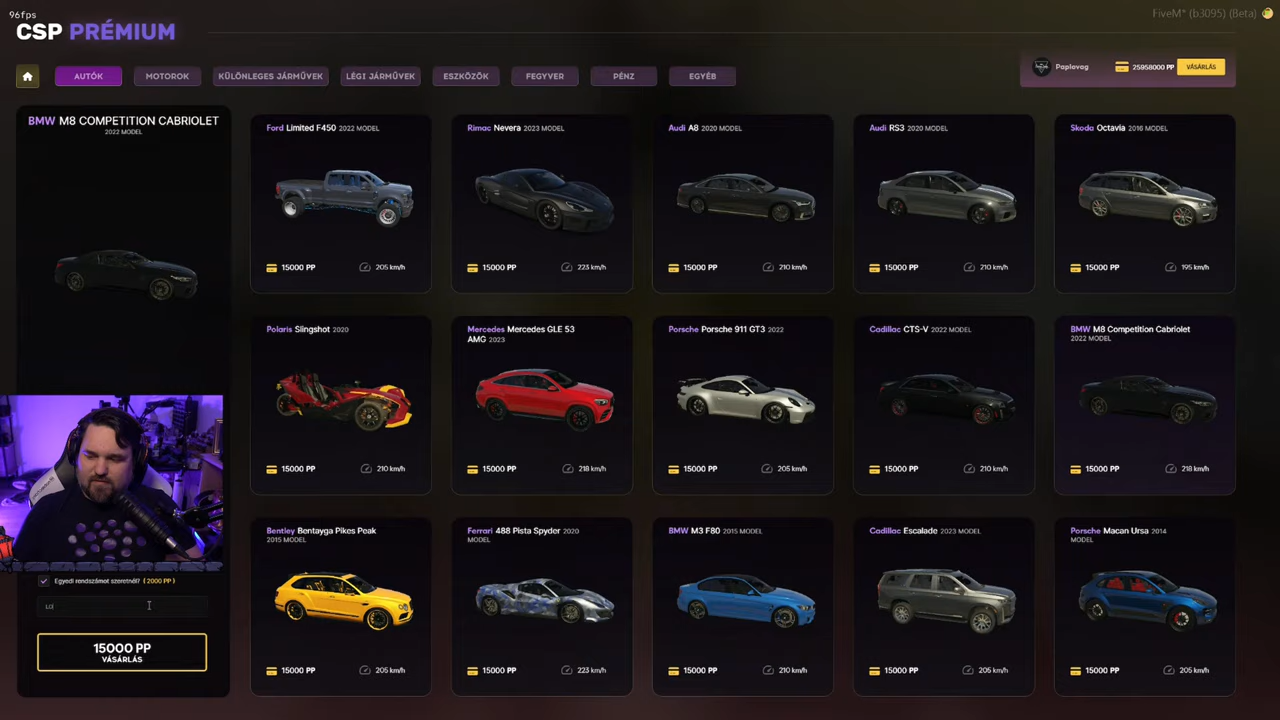 96fps
FiveM* (b3095) (Beta)
CSP PRÉMIUM
AUTÓK
MOTOROK
KÜLÖNLEGES JÁRMŰVEK
LÉGI JÁRMŰVEK
ESZKÖZÖK
FEGYVER
PÉNZ
EGYÉB
Paplovag
25958000 PP
VÁSÁRLÁS
BMW M8 COMPETITION CABRIOLET
2022 MODEL
Ford Limited F450 2022 MODEL
15000 PP 205 km/h
Rimac Nevera 2023 MODEL
15000 PP 223 km/h
Audi A8 2020 MODEL
15000 PP 210 km/h
Audi RS3 2020 MODEL
15000 PP 210 km/h
Skoda Octavia 2016 MODEL
15000 PP 195 km/h
Polaris Slingshot 2020
15000 PP 210 km/h
Mercedes Mercedes GLE 53
AMG 2023
15000 PP 218 km/h
Porsche Porsche 911 GT3 2022
15000 PP 205 km/h
Cadillac CTS-V 2022 MODEL
15000 PP 210 km/h
BMW M8 Competition Cabriolet
2022 MODEL
15000 PP 218 km/h
Bentley Bentayga Pikes Peak
2015 MODEL
15000 PP 205 km/h
Ferrari 488 Pista Spyder 2020
MODEL
15000 PP 223 km/h
BMW M3 F80 2015 MODEL
15000 PP 210 km/h
Cadillac Escalade 2023 MODEL
15000 PP 205 km/h
Porsche Macan Ursa 2014
MODEL
15000 PP 205 km/h
Egyedi rendszámot szeretnél? (2000 PP)
LO
15000 PP
VÁSÁRLÁS